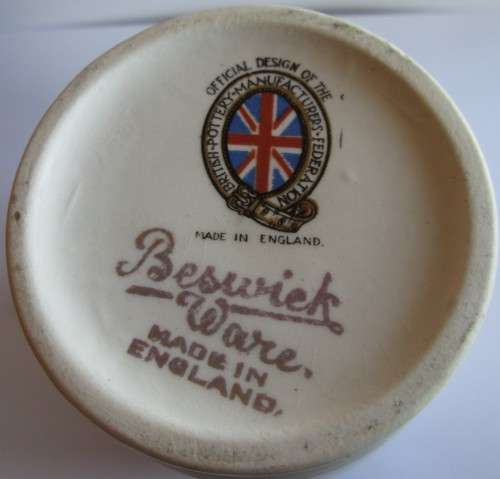 OFFICIAL DESIGN OF THE
BRITISH · POTTERY · MANUFACTURERS · FEDERATION
MADE IN ENGLAND.
Beswick
Ware.
MADE IN
ENGLAND.